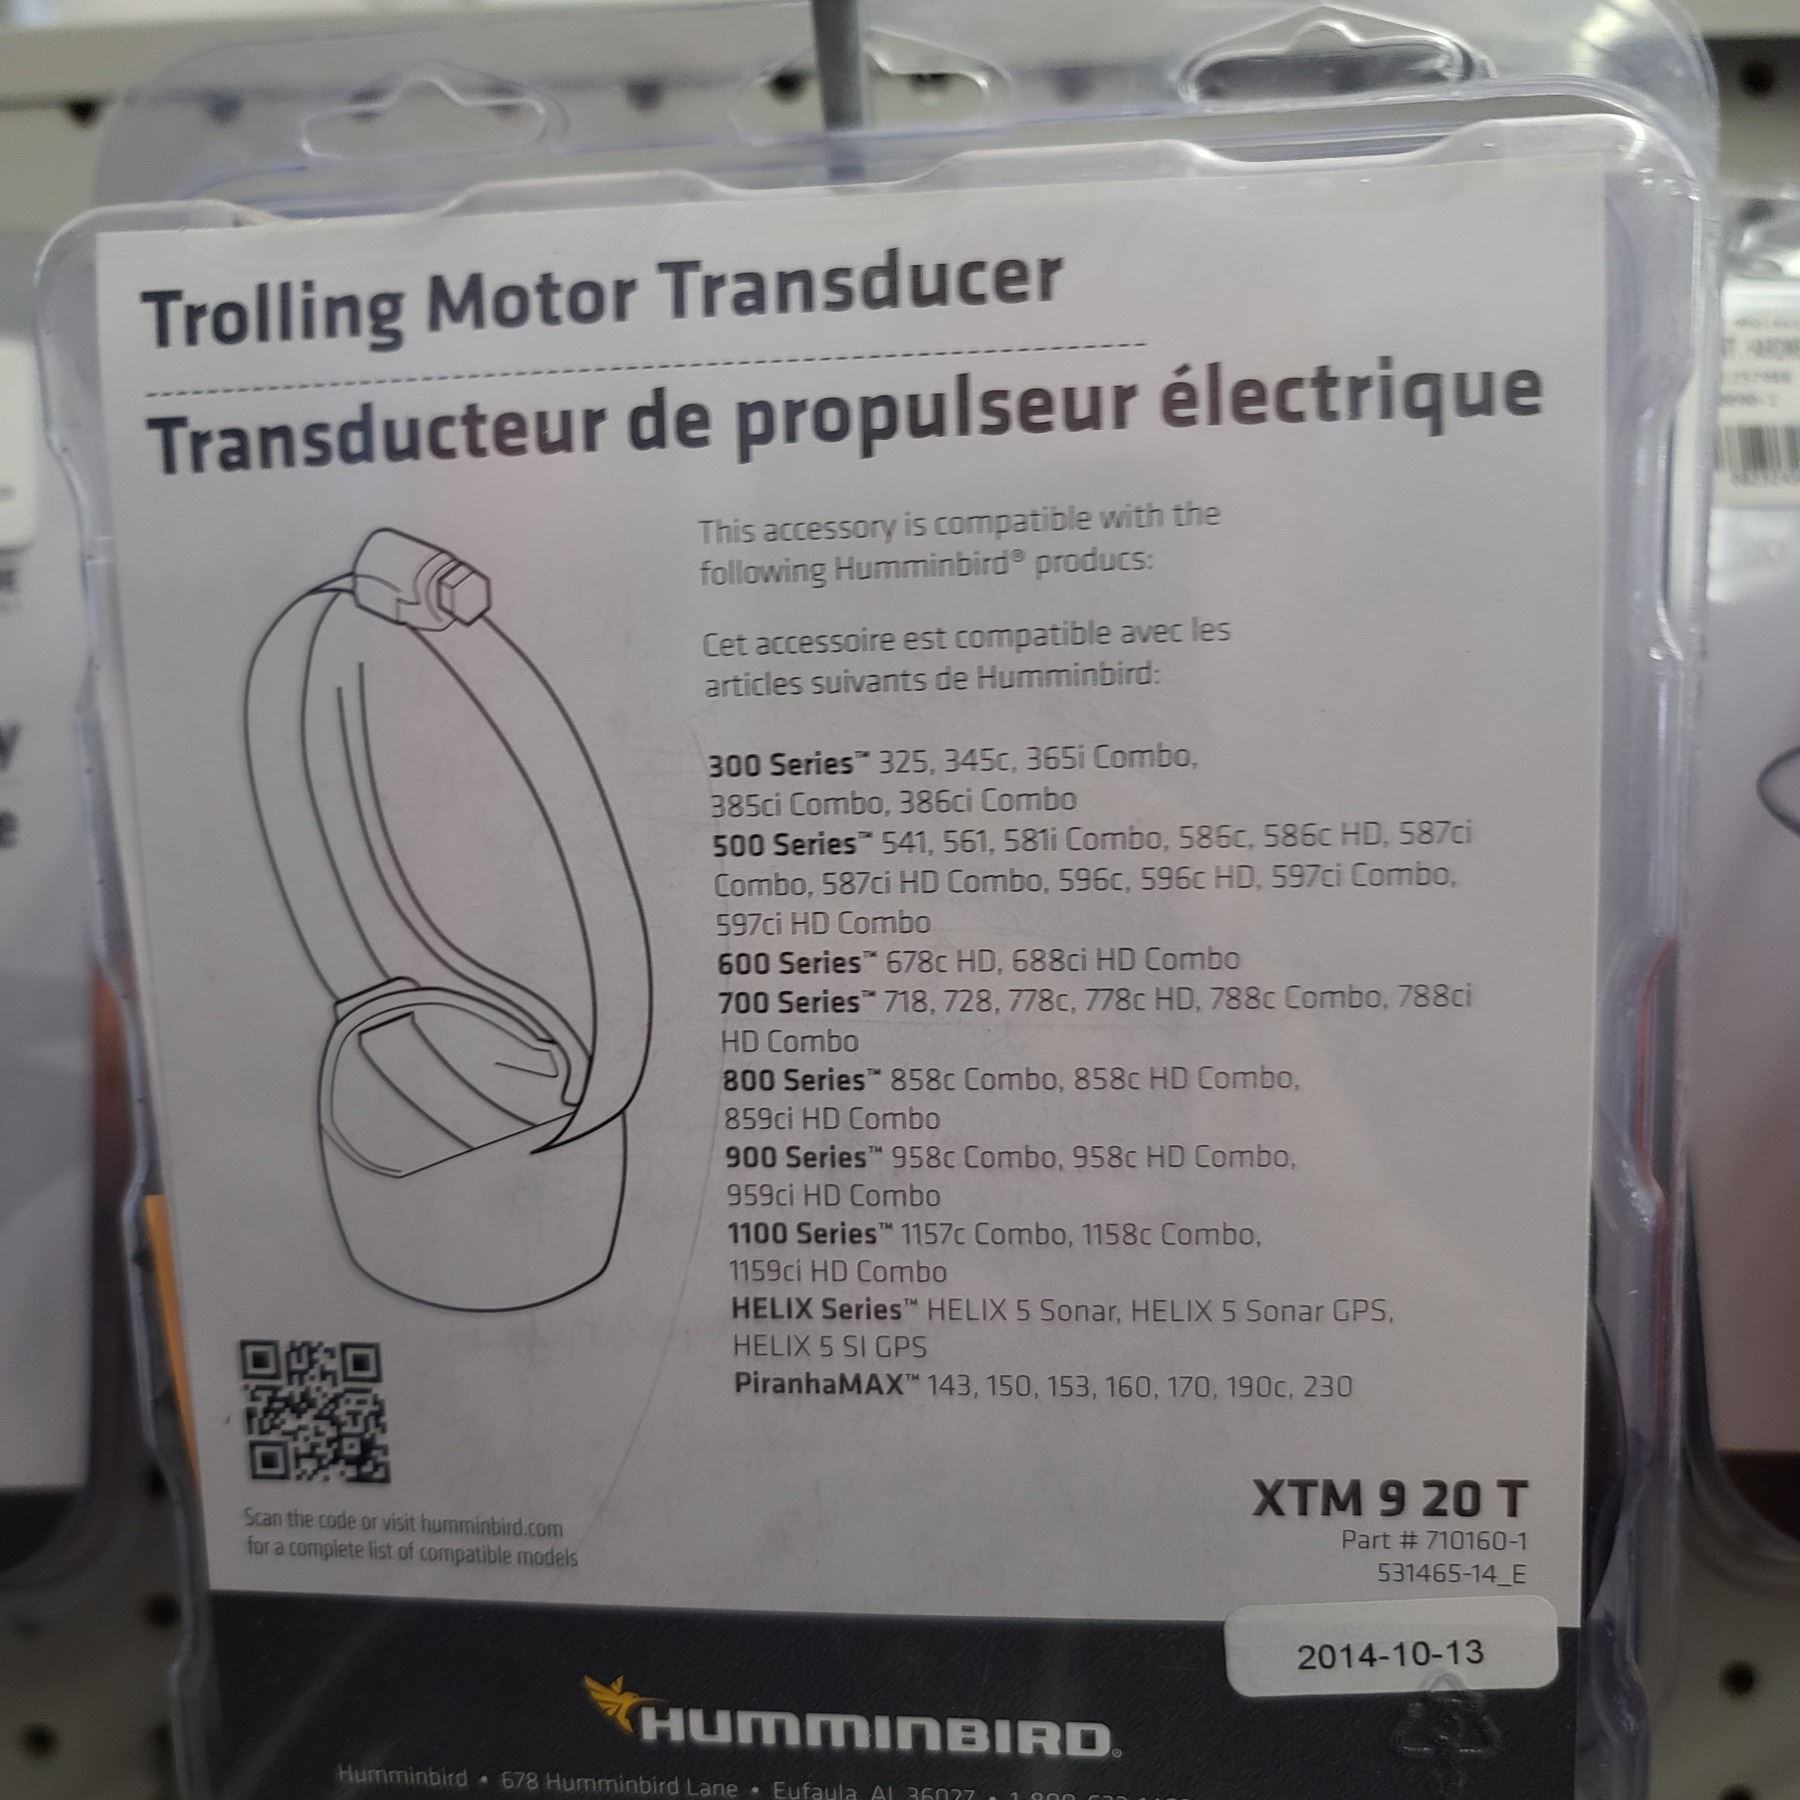 Trolling Motor Transducer
Transducteur de propulseur électrique
This accessory is compatible with the
following Humminbird® producs:
Cet accessoire est compatible avec les
articles suivants de Humminbird:
300 Series™ 325, 345c, 365i Combo,
385ci Combo, 386ci Combo
500 Series™ 541, 561, 581i Combo, 586c, 586c HD, 587ci
Combo, 587ci HD Combo, 596c, 596c HD, 597ci Combo,
597ci HD Combo
600 Series™ 678c HD, 688ci HD Combo
700 Series™ 718, 728, 778c, 778c HD, 788c Combo, 788ci
HD Combo
800 Series™ 858c Combo, 858c HD Combo,
859ci HD Combo
900 Series™ 958c Combo, 958c HD Combo,
959ci HD Combo
1100 Series™ 1157c Combo, 1158c Combo,
1159ci HD Combo
HELIX Series™ HELIX 5 Sonar, HELIX 5 Sonar GPS,
HELIX 5 SI GPS
PiranhaMAX™ 143, 150, 153, 160, 170, 190c, 230
Scan the code or visit humminbird.com
for a complete list of compatible models
XTM 9 20 T
Part # 710160-1
531465-14_E
2014-10-13
HUMMINBIRD®
Humminbird • 678 Humminbird Lane • Eufaula, AL 36027 •